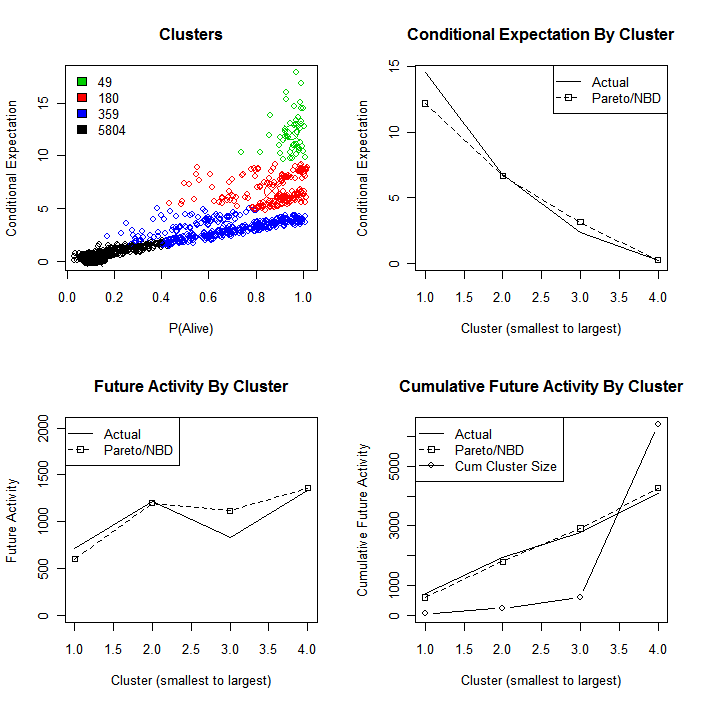 Clusters
49
180
359
5804
Conditional Expectation
0 5 10 15
0.0 0.2 0.4 0.6 0.8 1.0
P(Alive)
Conditional Expectation By Cluster
Actual
Pareto/NBD
Conditional Expectation
0 5 10 15
1.0 1.5 2.0 2.5 3.0 3.5 4.0
Cluster (smallest to largest)
Future Activity By Cluster
Actual
Pareto/NBD
Future Activity
0 500 1000 1500 2000
1.0 1.5 2.0 2.5 3.0 3.5 4.0
Cluster (smallest to largest)
Cumulative Future Activity By Cluster
Actual
Pareto/NBD
Cum Cluster Size
Cumulative Future Activity
0 1000 3000 5000
1.0 1.5 2.0 2.5 3.0 3.5 4.0
Cluster (smallest to largest)